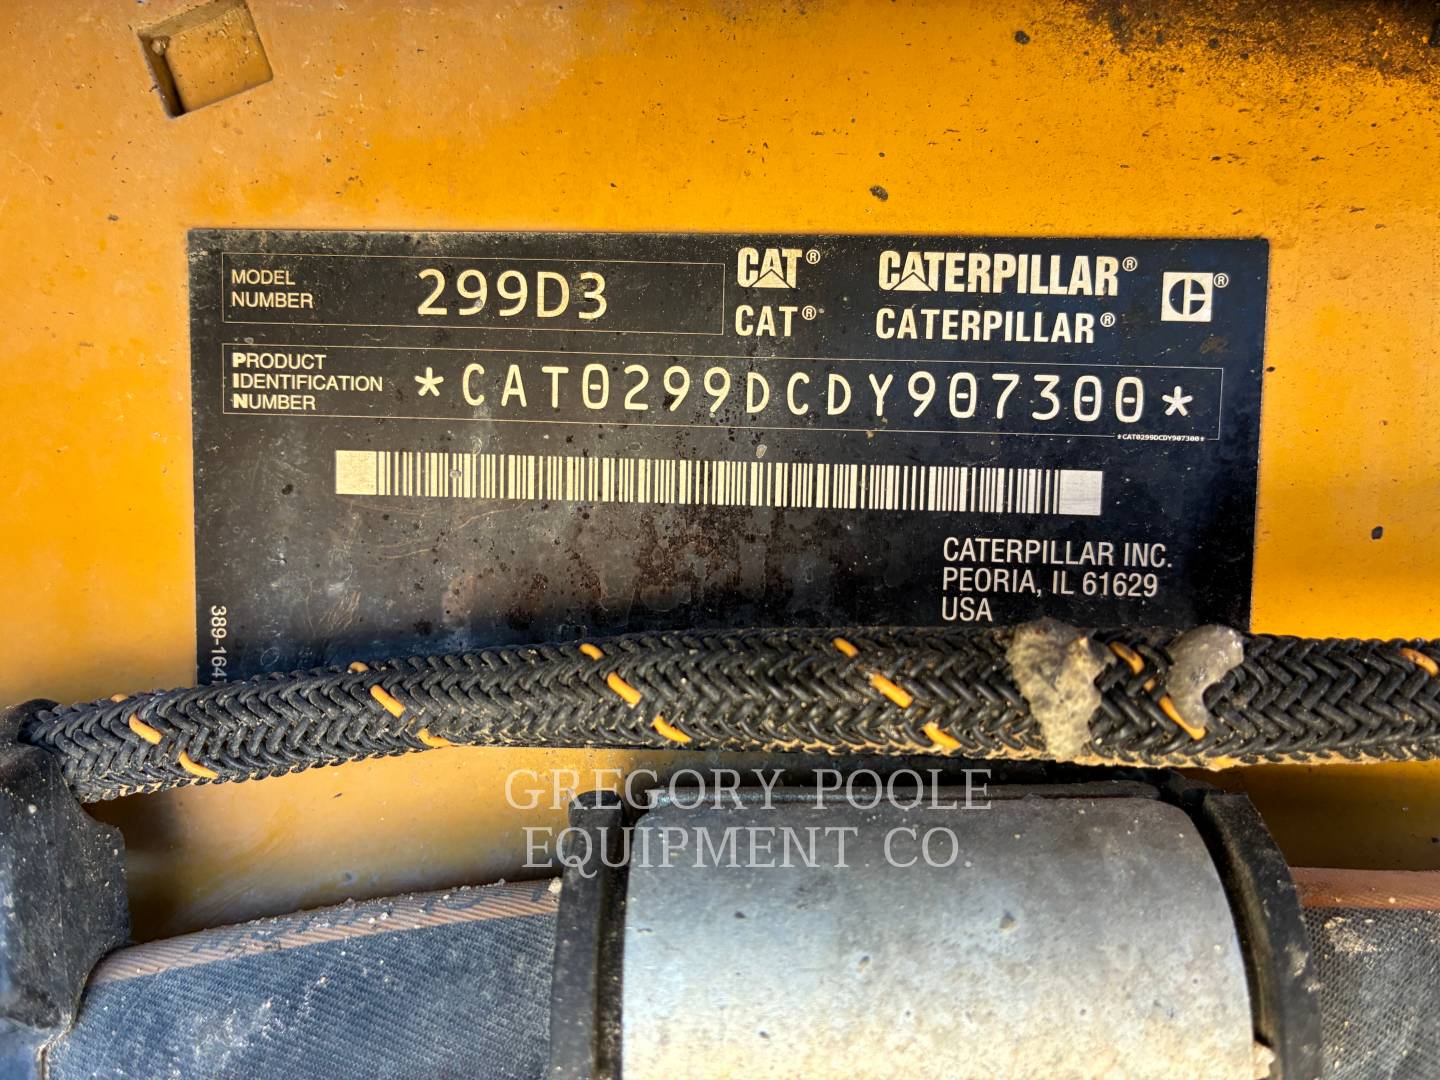 MODEL
NUMBER
299D3
CAT® CATERPILLAR® ®
CAT® CATERPILLAR®
PRODUCT
IDENTIFICATION
NUMBER
*CAT0299DCDY907300*
*CAT0299DCDY907300*
CATERPILLAR INC.
PEORIA, IL 61629
USA
GREGORY POOLE
EQUIPMENT CO.